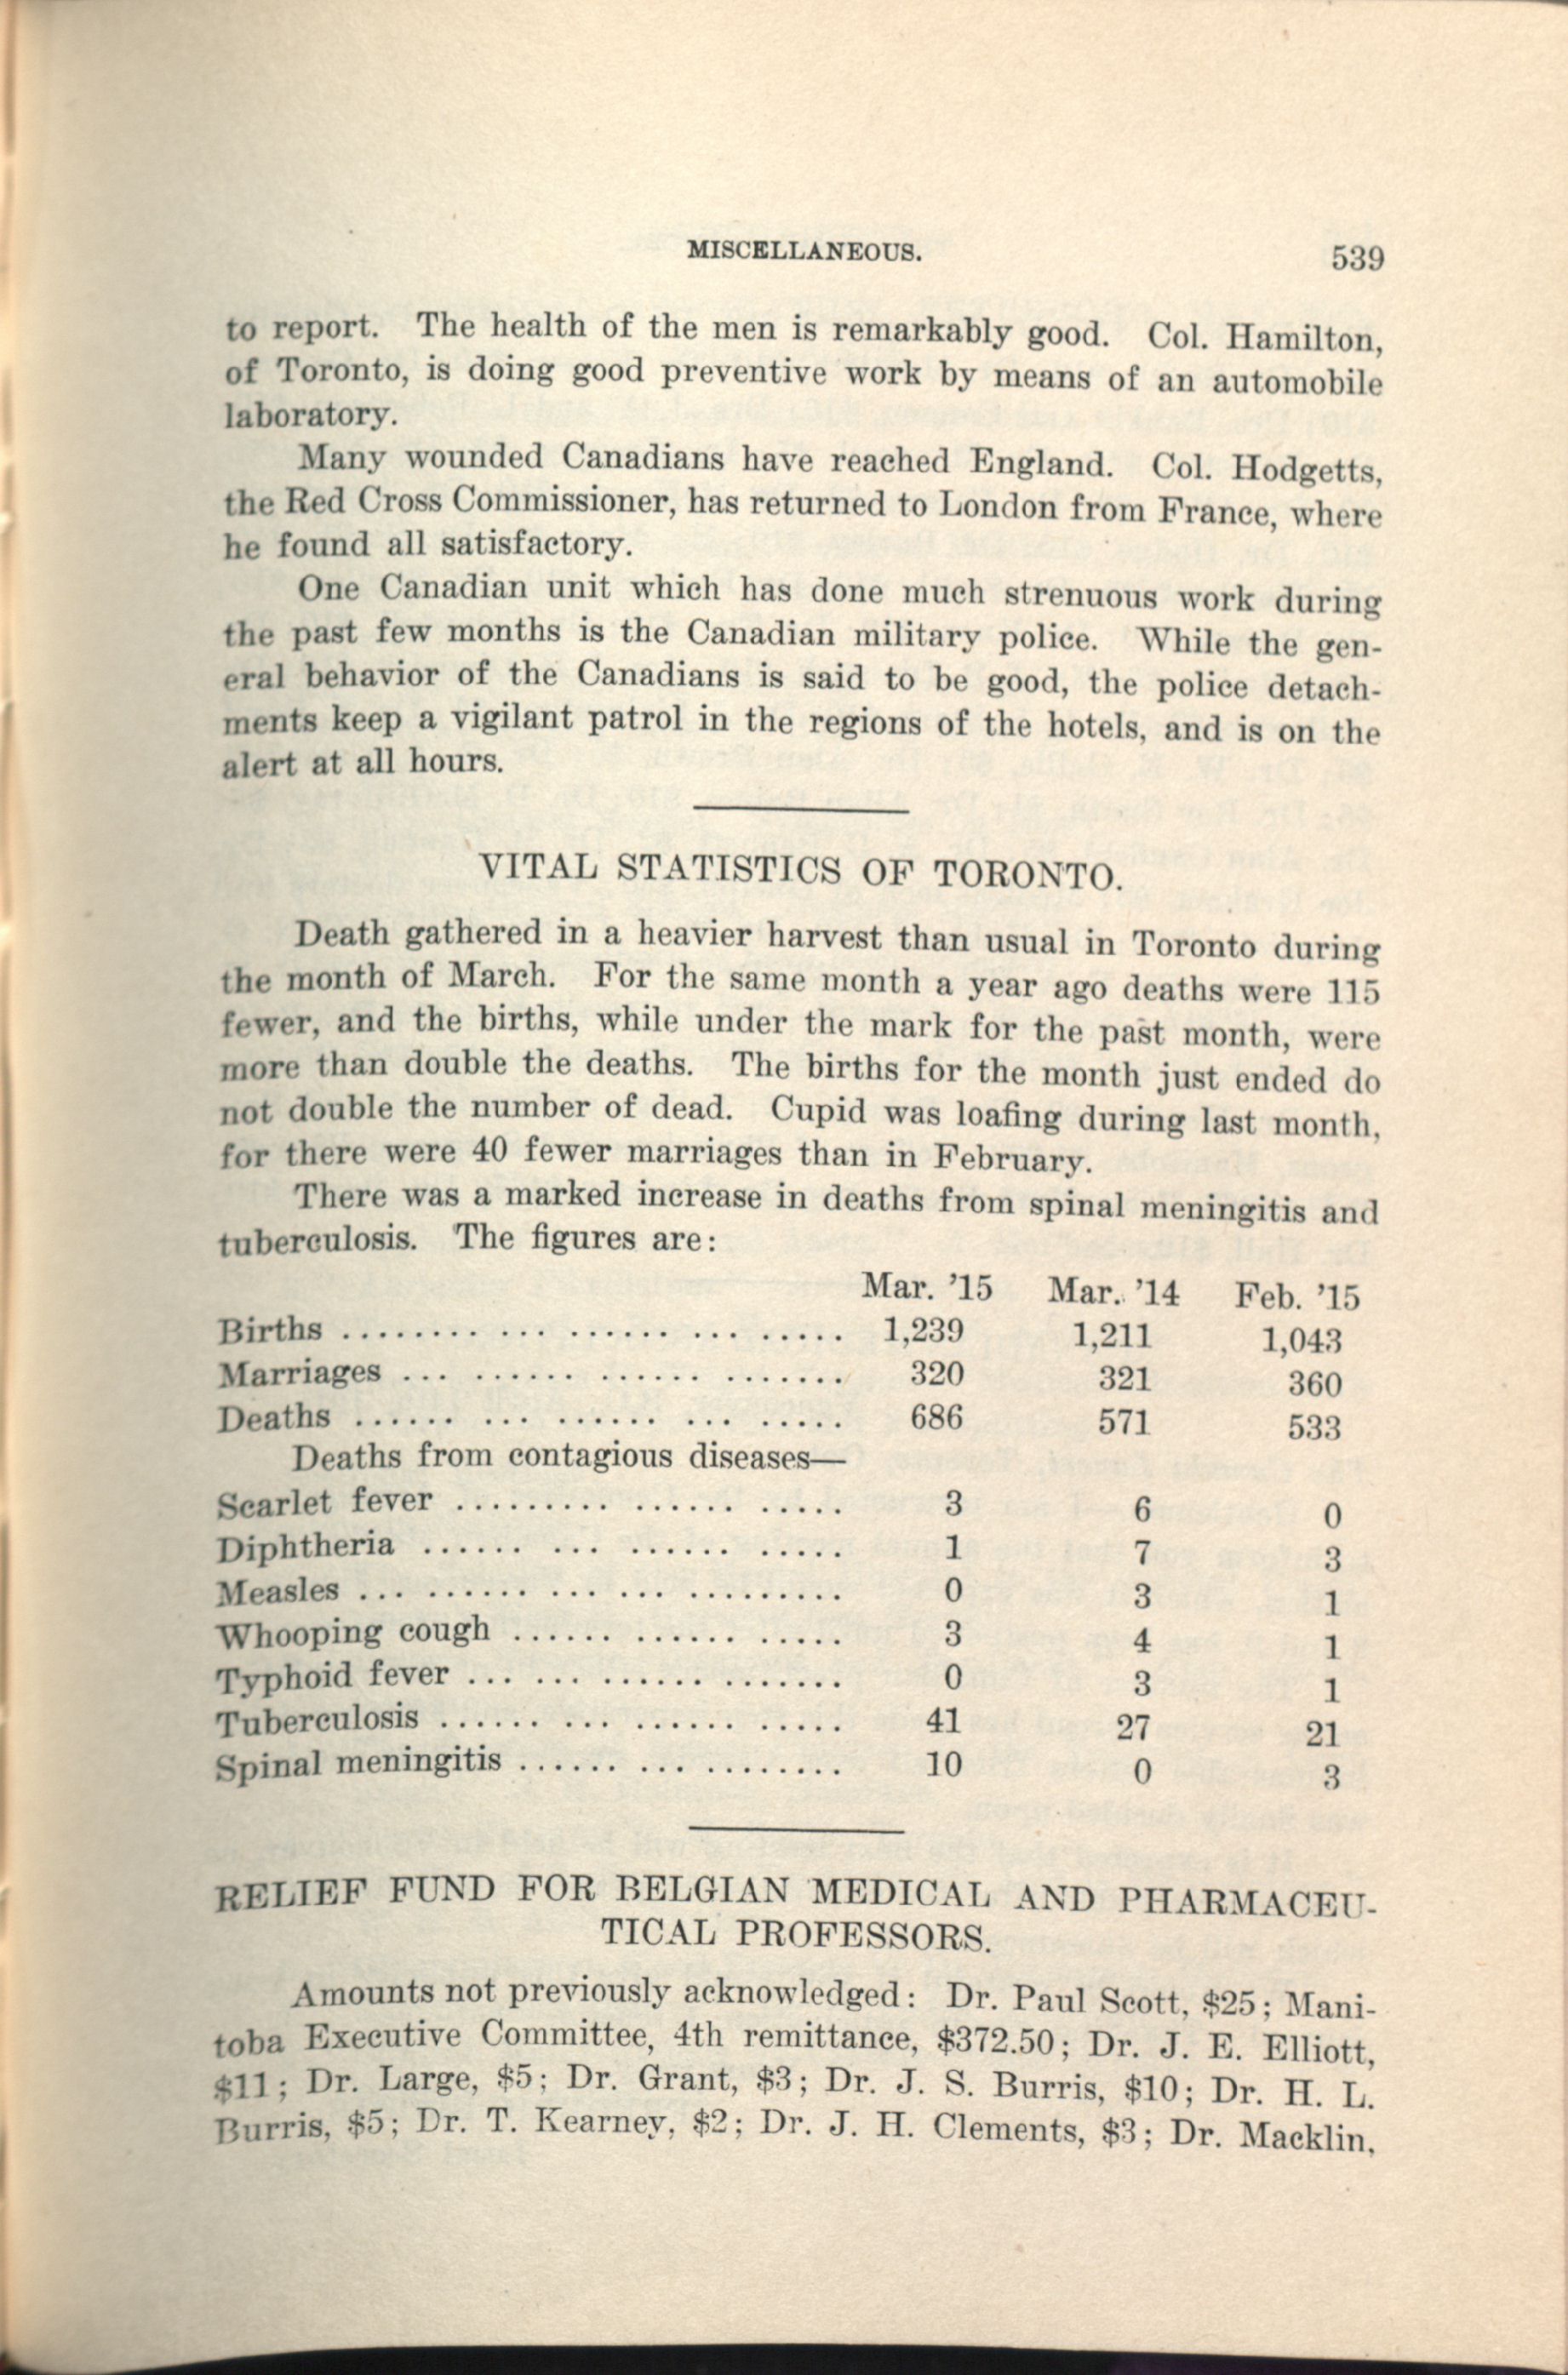 MISCELLANEOUS. 539
to report. The health of the men is remarkably good. Col. Hamilton,
of Toronto, is doing good preventive work by means of an automobile
laboratory.
Many wounded Canadians have reached England. Col. Hodgetts,
the Red Cross Commissioner, has returned to London from France, where
he found all satisfactory.
One Canadian unit which has done much strenuous work during
the past few months is the Canadian military police. While the gen-
eral behavior of the Canadians is said to be good, the police detach-
ments keep a vigilant patrol in the regions of the hotels, and is on the
alert at all hours.
VITAL STATISTICS OF TORONTO.
Death gathered in a heavier harvest than usual in Toronto during
the month of March. For the same month a year ago deaths were 115
fewer, and the births, while under the mark for the past month, were
more than double the deaths. The births for the month just ended do
not double the number of dead. Cupid was loafing during last month,
for there were 40 fewer marriages than in February.
There was a marked increase in deaths from spinal meningitis and
tuberculosis. The figures are:
Mar. '15 Mar. '14 Feb. '15
Births ........ ... ...... ... ..... 1,239 1,211 1,043
Marriages ... ...... ...... ....... 320 321 360
Deaths ...... ... ...... ... ..... 686 571 533
Deaths from contagious diseases—
Scarlet fever ......... ...... ..... 3 6 0
Diphtheria ...... ... ...... ..... 1 7 3
Measles ... ...... ... ... ......... 0 3 1
Whooping cough ...... ...... ..... 3 4 1
Typhoid fever ... ... ...... ....... 0 3 1
Tuberculosis ...... ... ...... ..... 41 27 21
Spinal meningitis ...... ... ........ 10 0 3
RELIEF FUND FOR BELGIAN MEDICAL AND PHARMACEU-
TICAL PROFESSORS.
Amounts not previously acknowledged: Dr. Paul Scott, $25; Mani-
toba Executive Committee, 4th remittance, $372.50; Dr. J. E. Elliott,
$11; Dr. Large, $5; Dr. Grant, $3; Dr. J. S. Burris, $10; Dr. H. L.
Burris, $5; Dr. T. Kearney, $2; Dr. J. H. Clements, $3; Dr. Macklin,